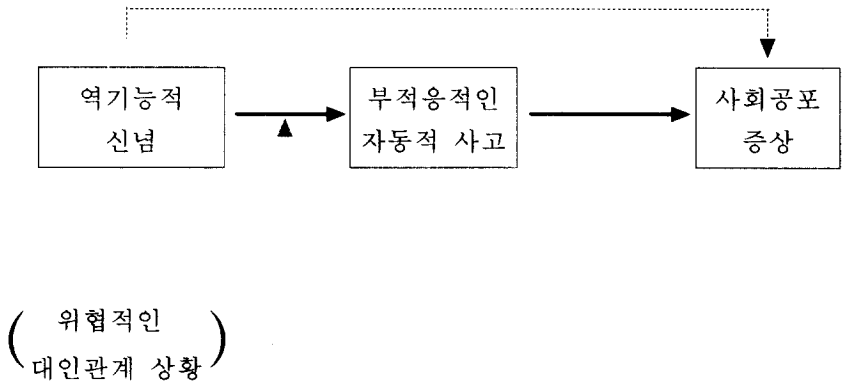 역기능적
신념
부적응적인
자동적 사고
사회공포
증상
(위협적인
대인관계 상황)